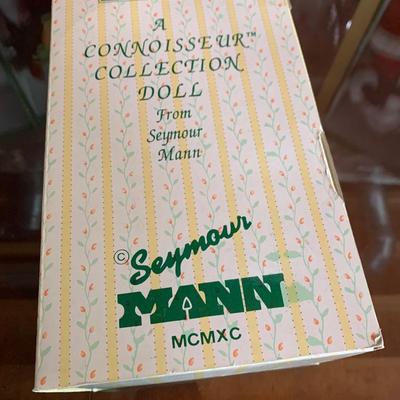 A
CONNOISSEUR™
COLLECTION
DOLL
From
Seymour
Mann
© Seymour
MANN
MCMXC